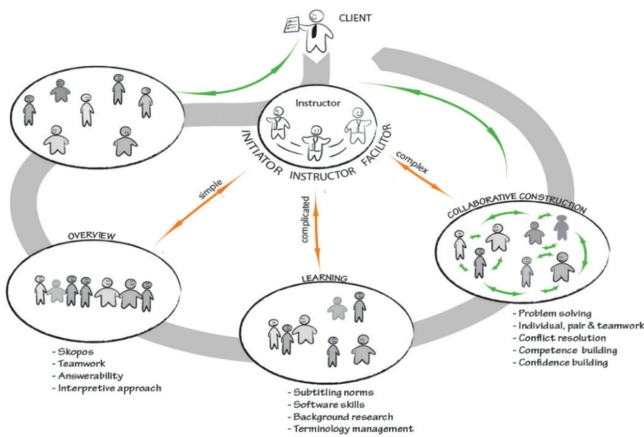 CLIENT
Instructor
INITIATOR INSTRUCTOR FACILITOR
simple
complicated
complex
OVERVIEW
- Skopos
- Teamwork
- Answerability
- Interpretive approach
LEARNING
- Subtitling norms
- Software skills
- Background research
- Terminology management
COLLABORATIVE CONSTRUCTION
- Problem solving
- Individual, pair & teamwork
- Conflict resolution
- Competence building
- Confidence building